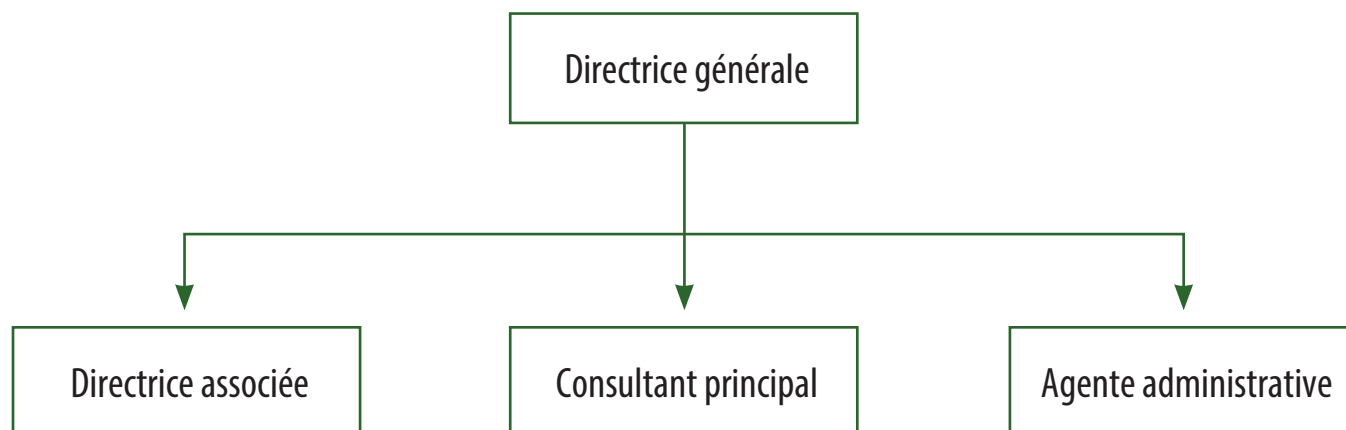 Directrice générale
Directrice associée
Consultant principal
Agente administrative